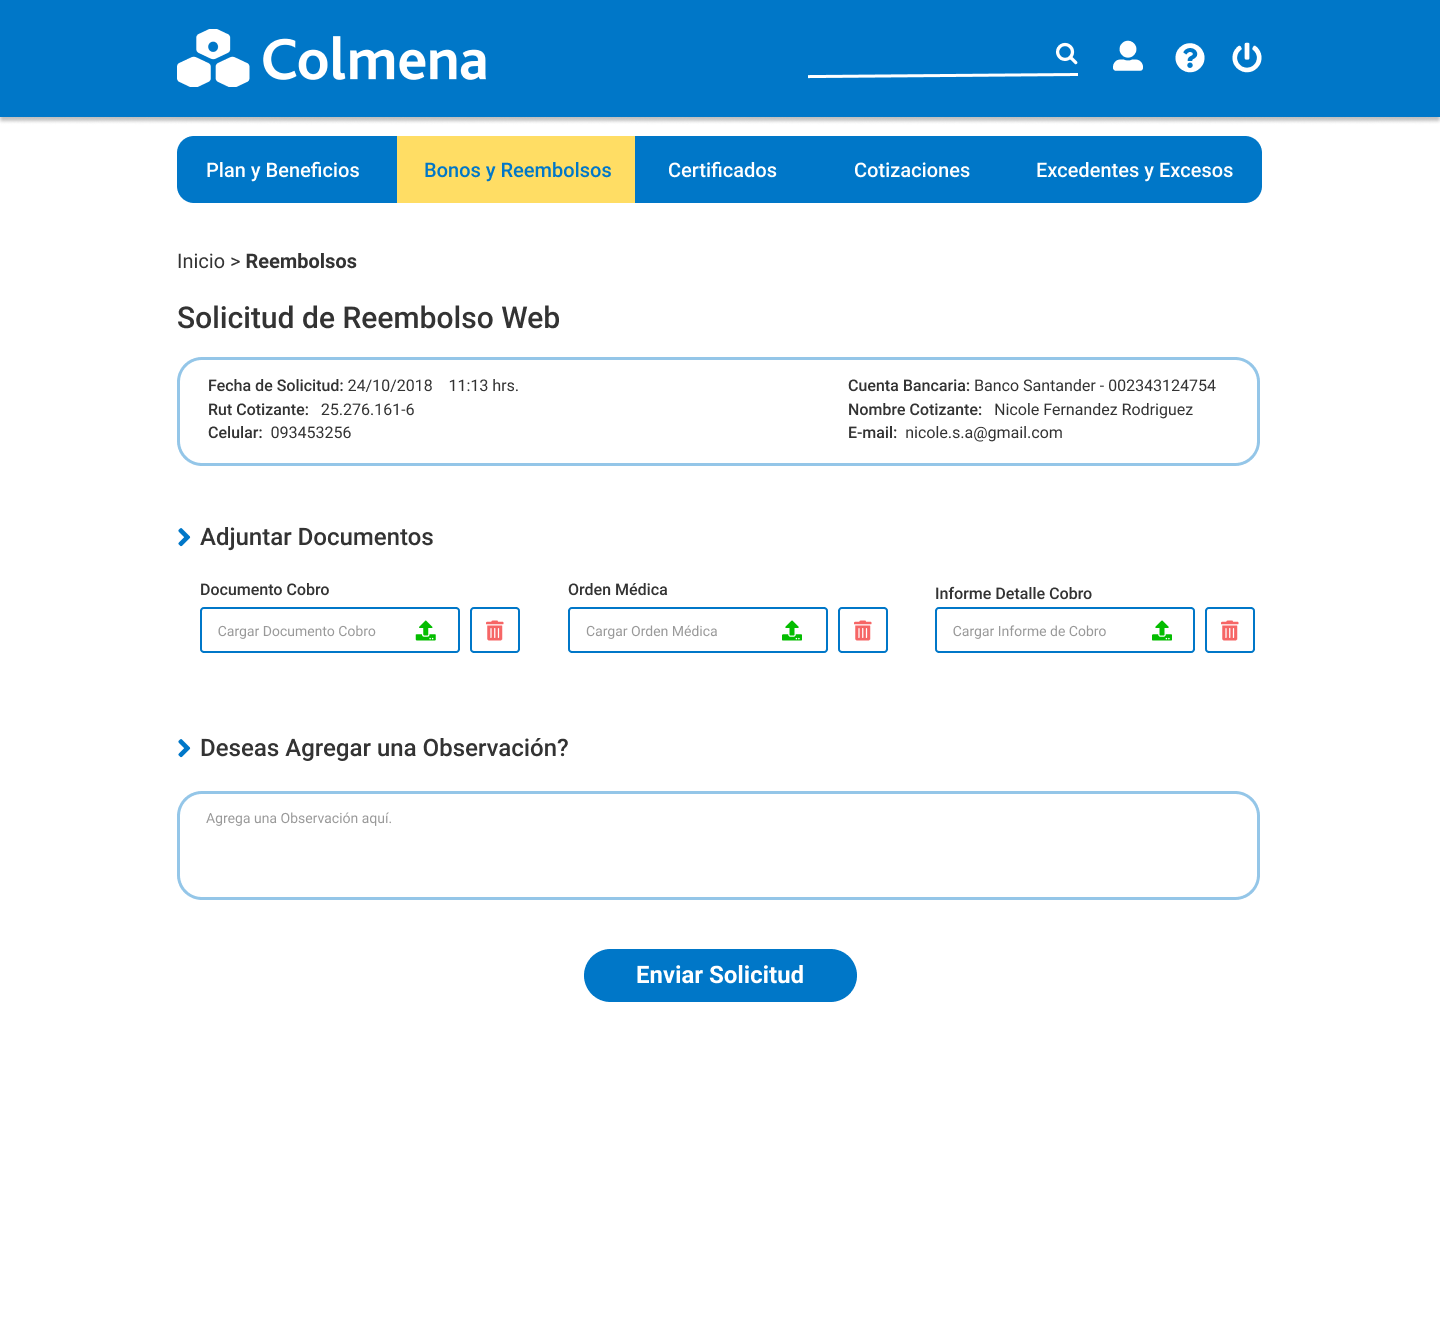 Colmena
Plan y Beneficios
Bonos y Reembolsos
Certificados
Cotizaciones
Excedentes y Excesos
Inicio > Reembolsos
Solicitud de Reembolso Web
Fecha de Solicitud: 24/10/2018 11:13 hrs.
Rut Cotizante: 25.276.161-6
Celular: 093453256
Cuenta Bancaria: Banco Santander - 002343124754
Nombre Cotizante: Nicole Fernandez Rodriguez
E-mail: nicole.s.a@gmail.com
Adjuntar Documentos
Documento Cobro
Cargar Documento Cobro
Orden Médica
Cargar Orden Médica
Informe Detalle Cobro
Cargar Informe de Cobro
Deseas Agregar una Observación?
Agrega una Observación aquí.
Enviar Solicitud